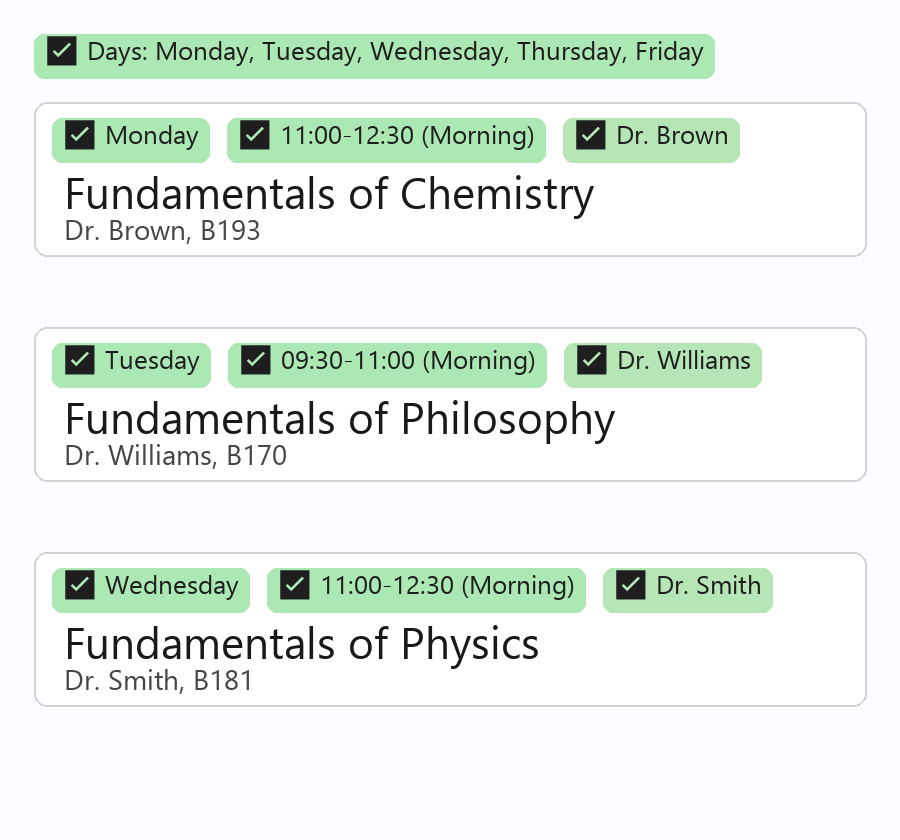 Days: Monday, Tuesday, Wednesday, Thursday, Friday
Monday 11:00-12:30 (Morning) Dr. Brown
Fundamentals of Chemistry
Dr. Brown, B193
Tuesday 09:30-11:00 (Morning) Dr. Williams
Fundamentals of Philosophy
Dr. Williams, B170
Wednesday 11:00-12:30 (Morning) Dr. Smith
Fundamentals of Physics
Dr. Smith, B181